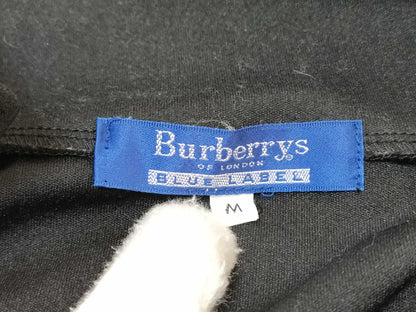 Burberrys
OF LONDON
BLUE LABEL
M